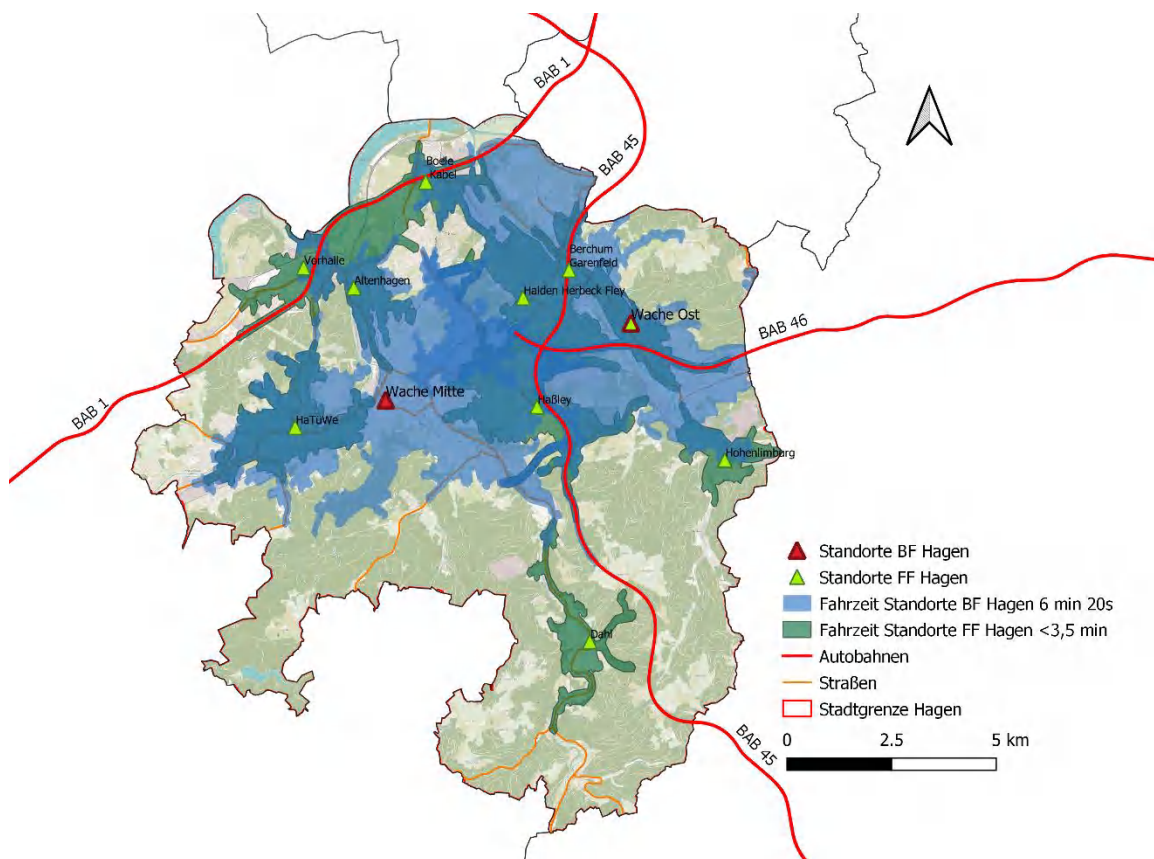 BAB 1
BAB 45
Boele
Kabel
Berchum
Garenfeld
Vorhalle
Altenhagen
Halden Herbeck Fley
Wache Ost
BAB 46
BAB 1
Wache Mitte
Haßley
HaTüWe
Hohenlimburg
Dahl
BAB 45
Standorte BF Hagen
Standorte FF Hagen
Fahrzeit Standorte BF Hagen 6 min 20s
Fahrzeit Standorte FF Hagen <3,5 min
Autobahnen
Straßen
Stadtgrenze Hagen
0 2.5 5 km